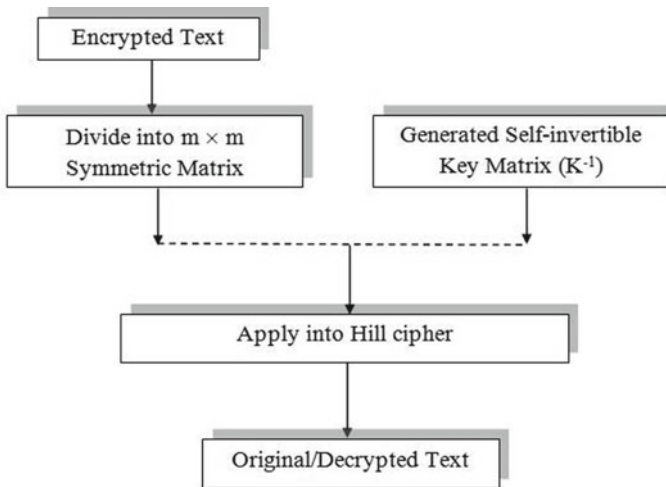 Encrypted Text
Divide into m × m
Symmetric Matrix
Generated Self-invertible
Key Matrix (K⁻¹)
Apply into Hill cipher
Original/Decrypted Text